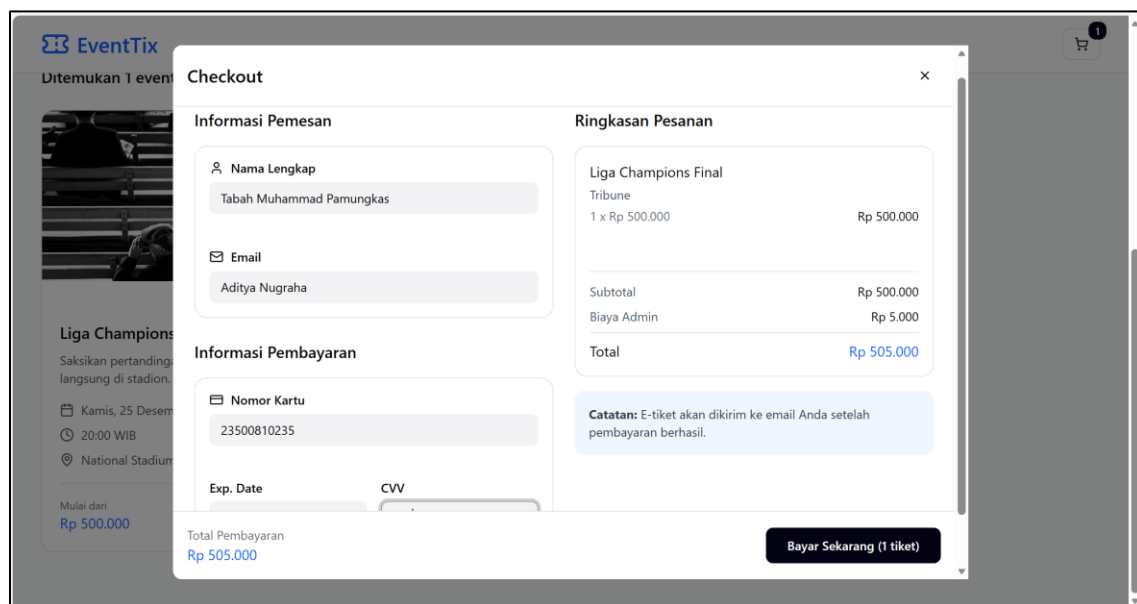 EventTix
1
Ditemukan 1 event
Checkout
×
Informasi Pemesan
Nama Lengkap
Tabah Muhammad Pamungkas
Email
Aditya Nugraha
Informasi Pembayaran
Nomor Kartu
23500810235
Exp. Date
CVV
Ringkasan Pesanan
Liga Champions Final
Tribune
1 x Rp 500.000
Rp 500.000
Subtotal
Rp 500.000
Biaya Admin
Rp 5.000
Total
Rp 505.000
Catatan: E-tiket akan dikirim ke email Anda setelah
pembayaran berhasil.
Total Pembayaran
Rp 505.000
Bayar Sekarang (1 tiket)
Liga Champions
Saksikan pertanding
langsung di stadion.
Kamis, 25 Desem
20:00 WIB
National Stadium
Mulai dari
Rp 500.000